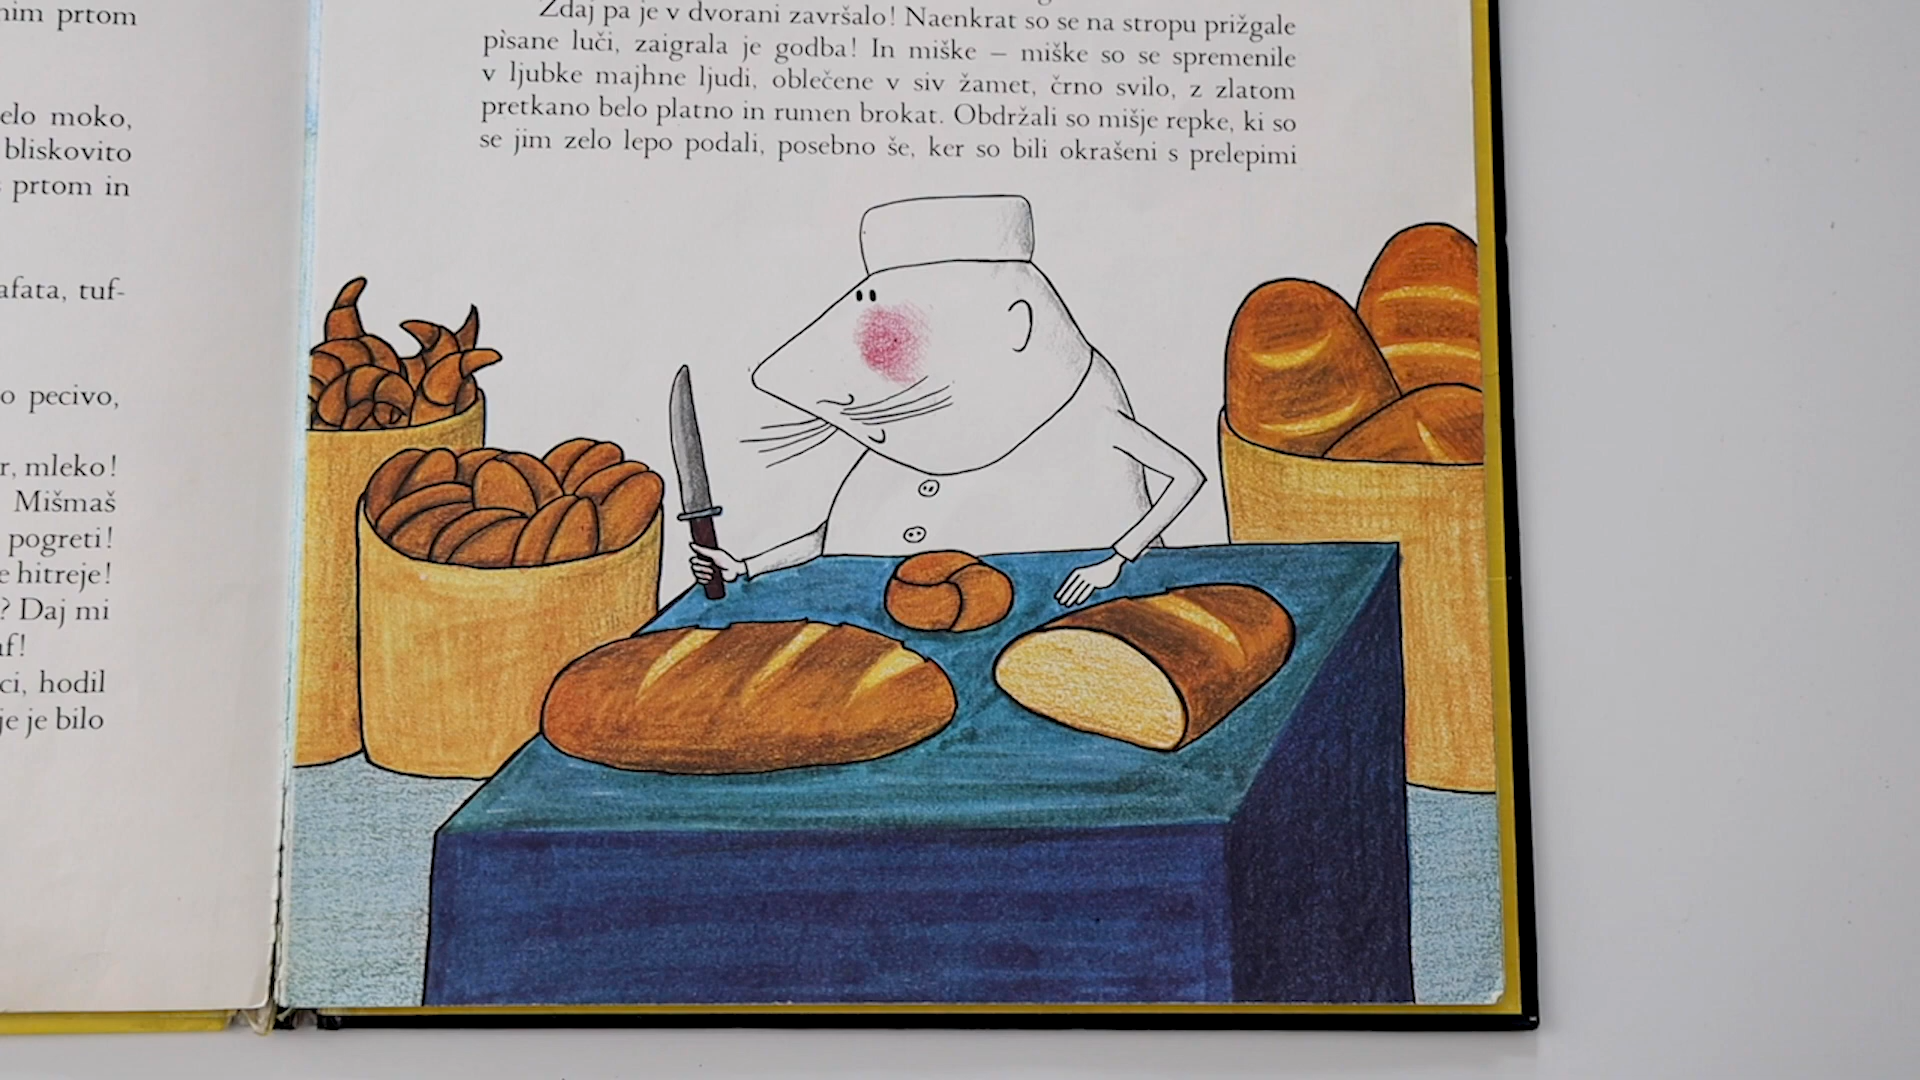 nim prtom
elo moko,
bliskovito
prtom in
afata, tuf-
o pecivo,
r, mleko!
Mišmaš
pogreti!
e hitreje!
? Daj mi
af!
ci, hodil
je je bilo
Zdaj pa je v dvorani završalo! Naenkrat so se na stropu prižgale
pisane luči, zaigrala je godba! In miške – miške so se spremenile
v ljubke majhne ljudi, oblečene v siv žamet, črno svilo, z zlatom
pretkano belo platno in rumen brokat. Obdržali so mišje repke, ki so
se jim zelo lepo podali, posebno še, ker so bili okrašeni s prelepimi